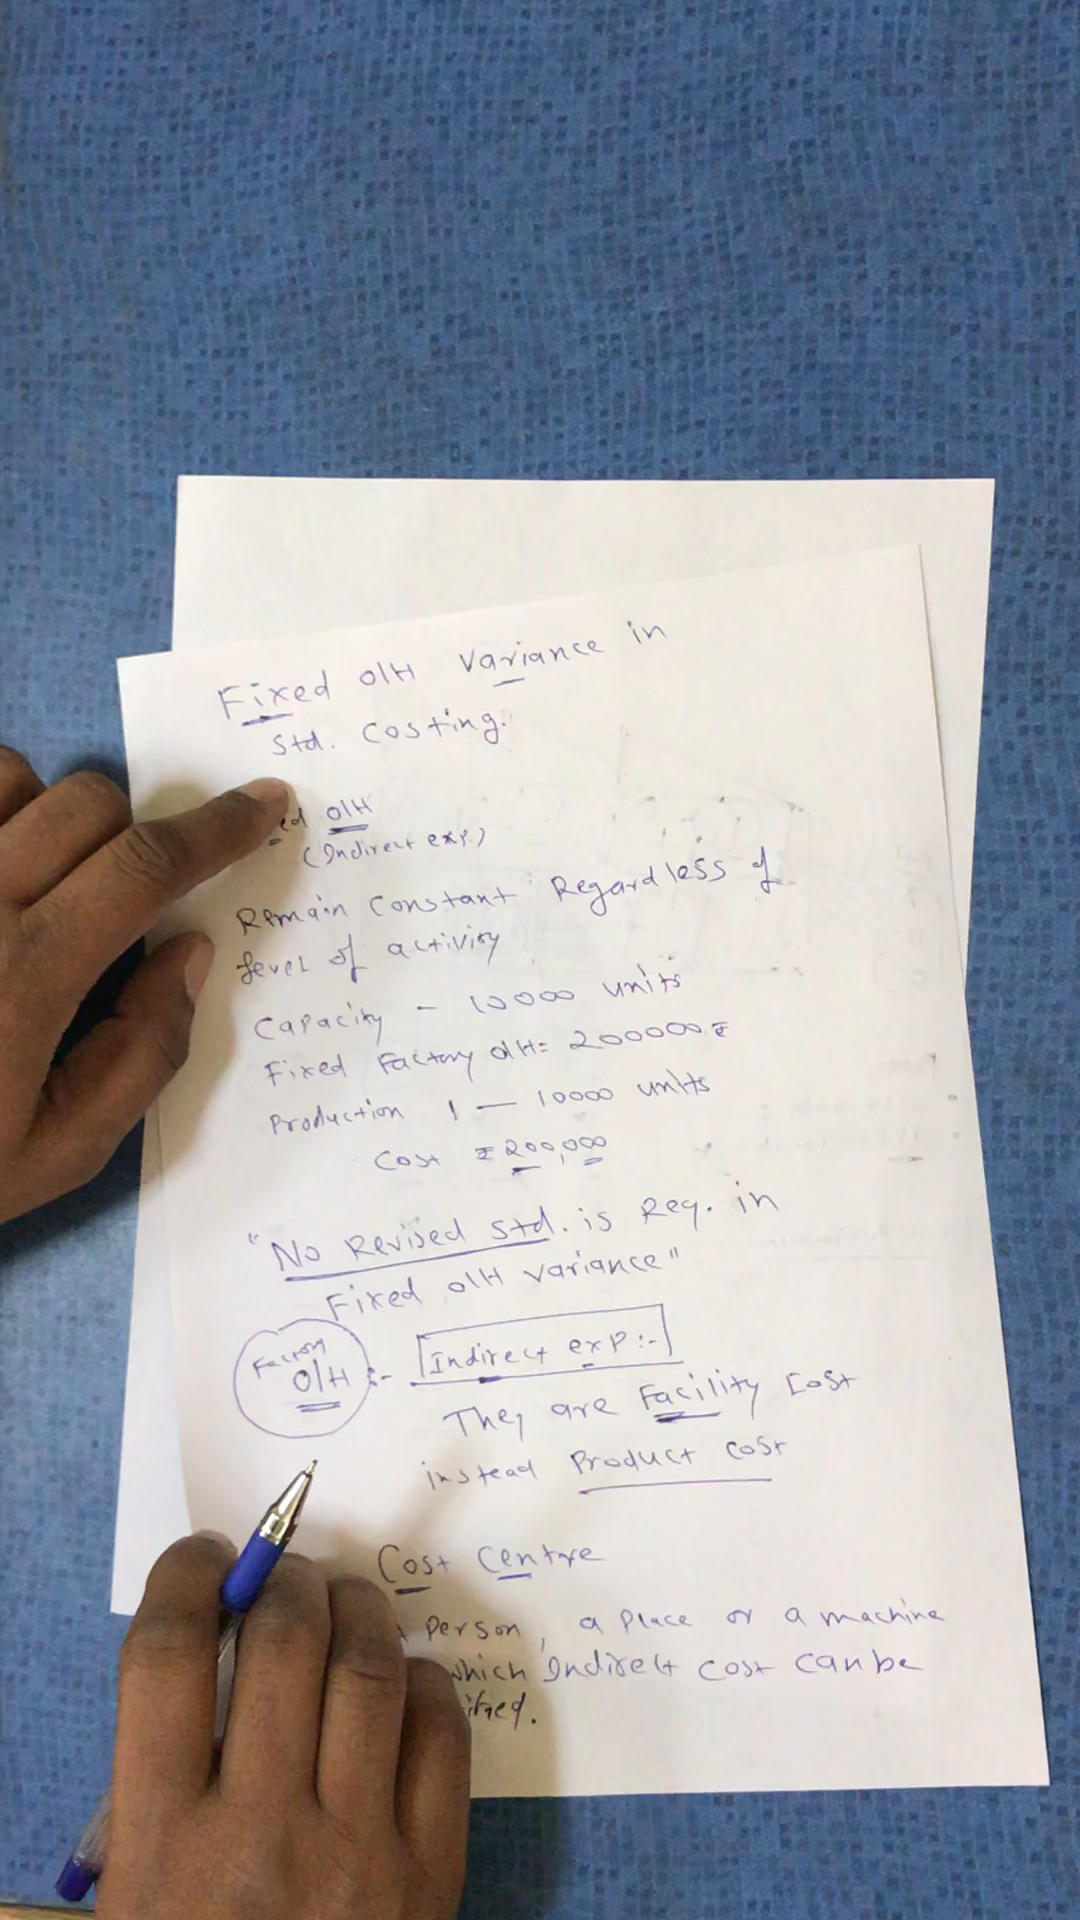 Fixed O/H Variance in
Std. Costing.
O/H
(Indirect exp.)
Remain Constant Regardless of
level of activity
Capacity - 10000 units
Fixed Factory O/H = 200000 ₹
Production 1 — 10000 units
Cost ₹ 200,000
"No Revised Std. is Req. in
Fixed O/H variance"
Factory
O/H :- Indirect exp :-
They are Facility Cost
instead Product cost
Cost Centre
person, a place or a machine
which Indirect cost can be